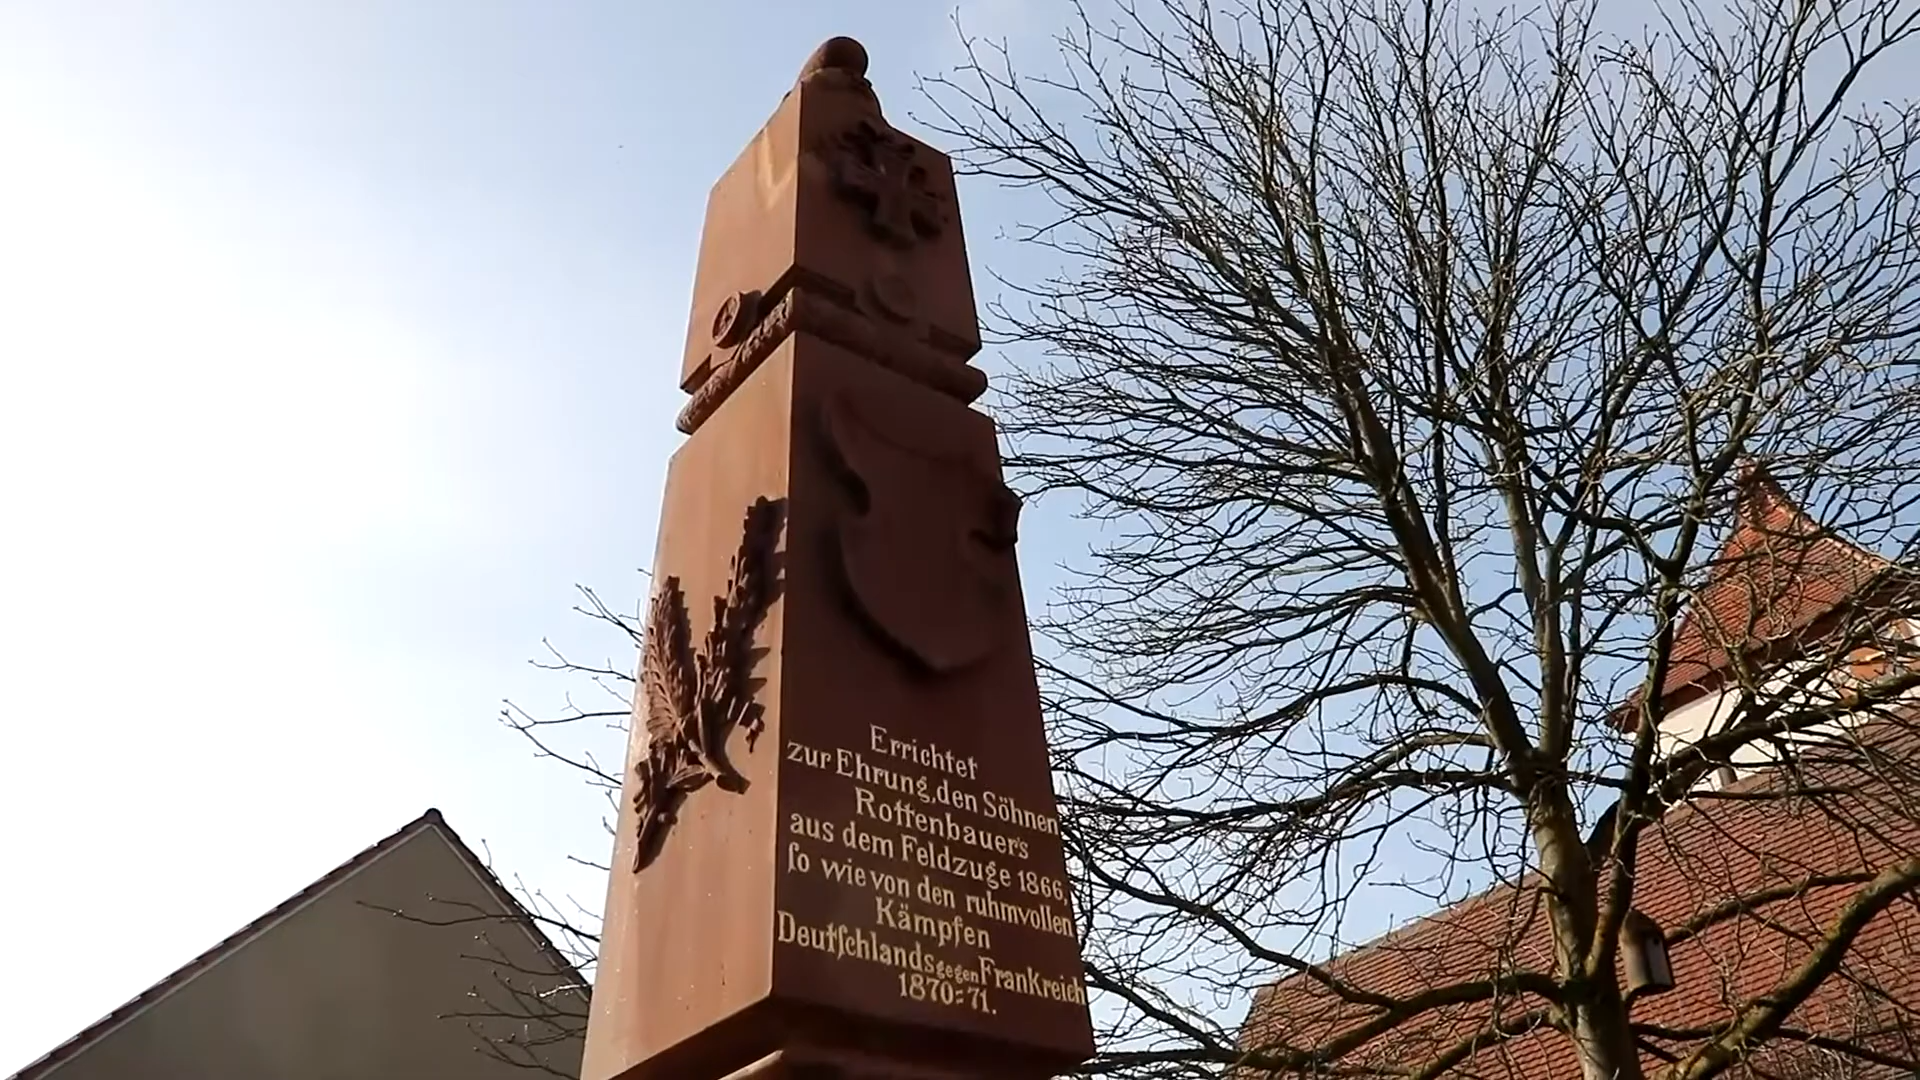 Errichtet
zur Ehrung, den Söhnen
Rottenbauer's
aus dem Feldzuge 1866,
ſo wie von den ruhmvollen
Kämpfen
Deutſchlands gegen Frankreich
1870=71.